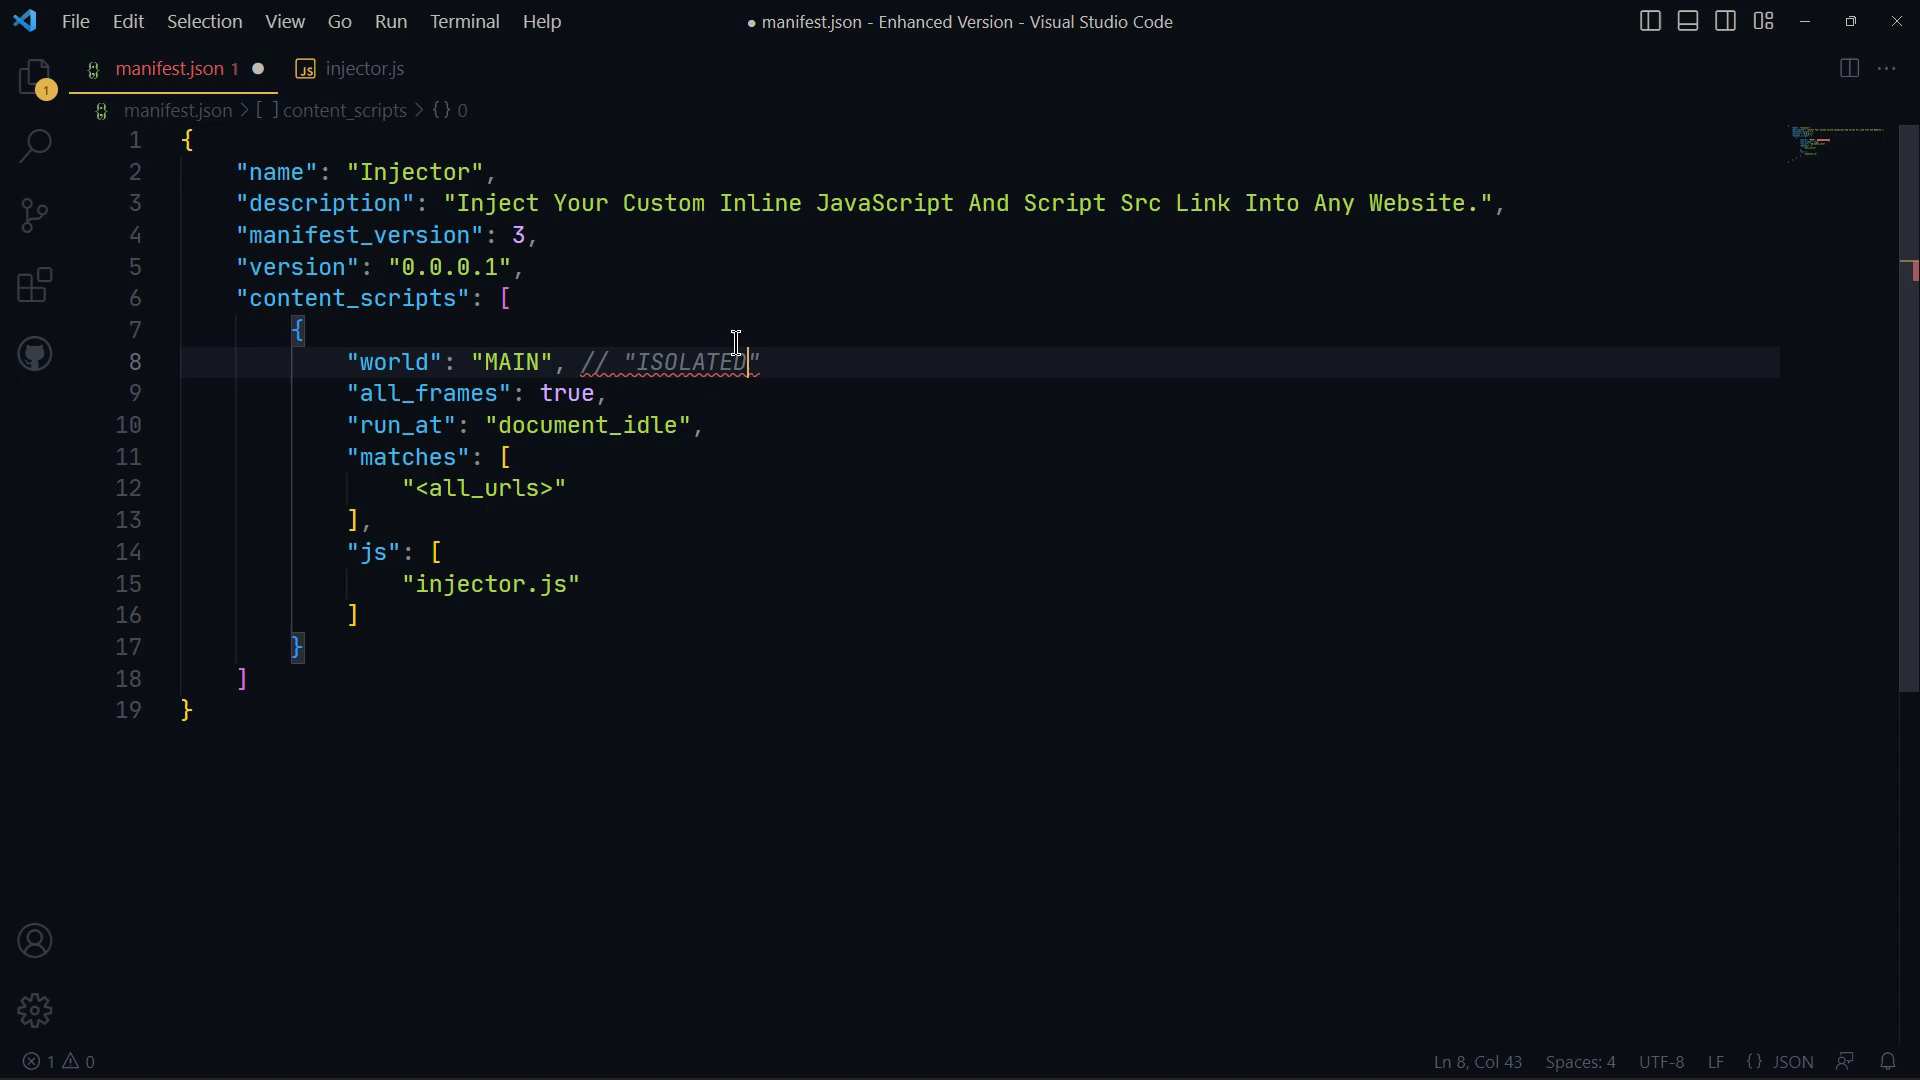 File Edit Selection View Go Run Terminal Help ● manifest.json - Enhanced Version - Visual Studio Code
manifest.json 1 ● JS injector.js
1
manifest.json > [ ] content_scripts > {} 0
1 {
2 "name": "Injector",
3 "description": "Inject Your Custom Inline JavaScript And Script Src Link Into Any Website.",
4 "manifest_version": 3,
5 "version": "0.0.0.1",
6 "content_scripts": [
7 {
8 "world": "MAIN", // "ISOLATED"
9 "all_frames": true,
10 "run_at": "document_idle",
11 "matches": [
12 "<all_urls>"
13 ],
14 "js": [
15 "injector.js"
16 ]
17 }
18 ]
19 }
1 0 Ln 8, Col 43 Spaces: 4 UTF-8 LF {} JSON